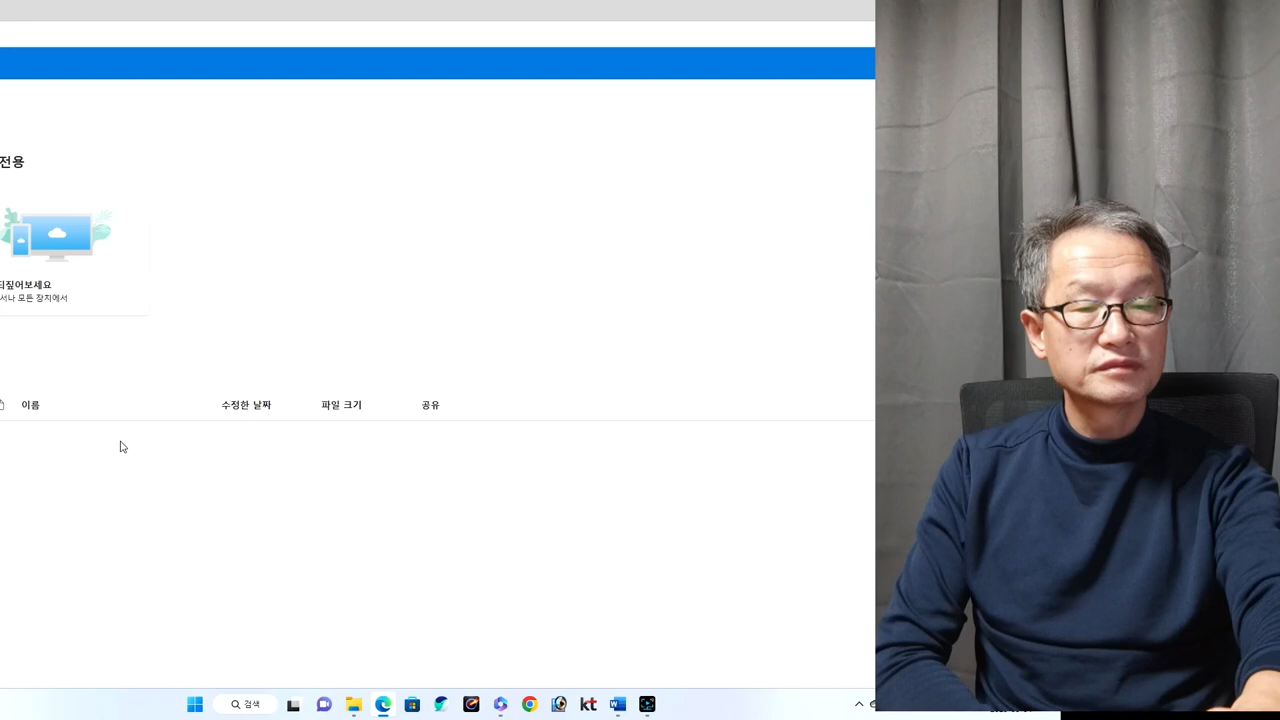 전용
되짚어보세요
서나 모든 장치에서
이름 수정한 날짜 파일 크기 공유
검색
kt